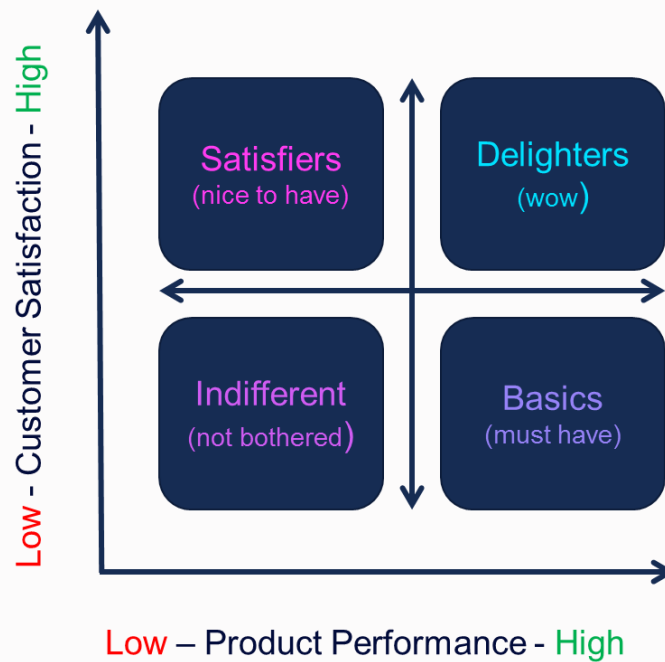 Low - Customer Satisfaction - High
Satisfiers
(nice to have)
Delighters
(wow)
Indifferent
(not bothered)
Basics
(must have)
Low – Product Performance - High